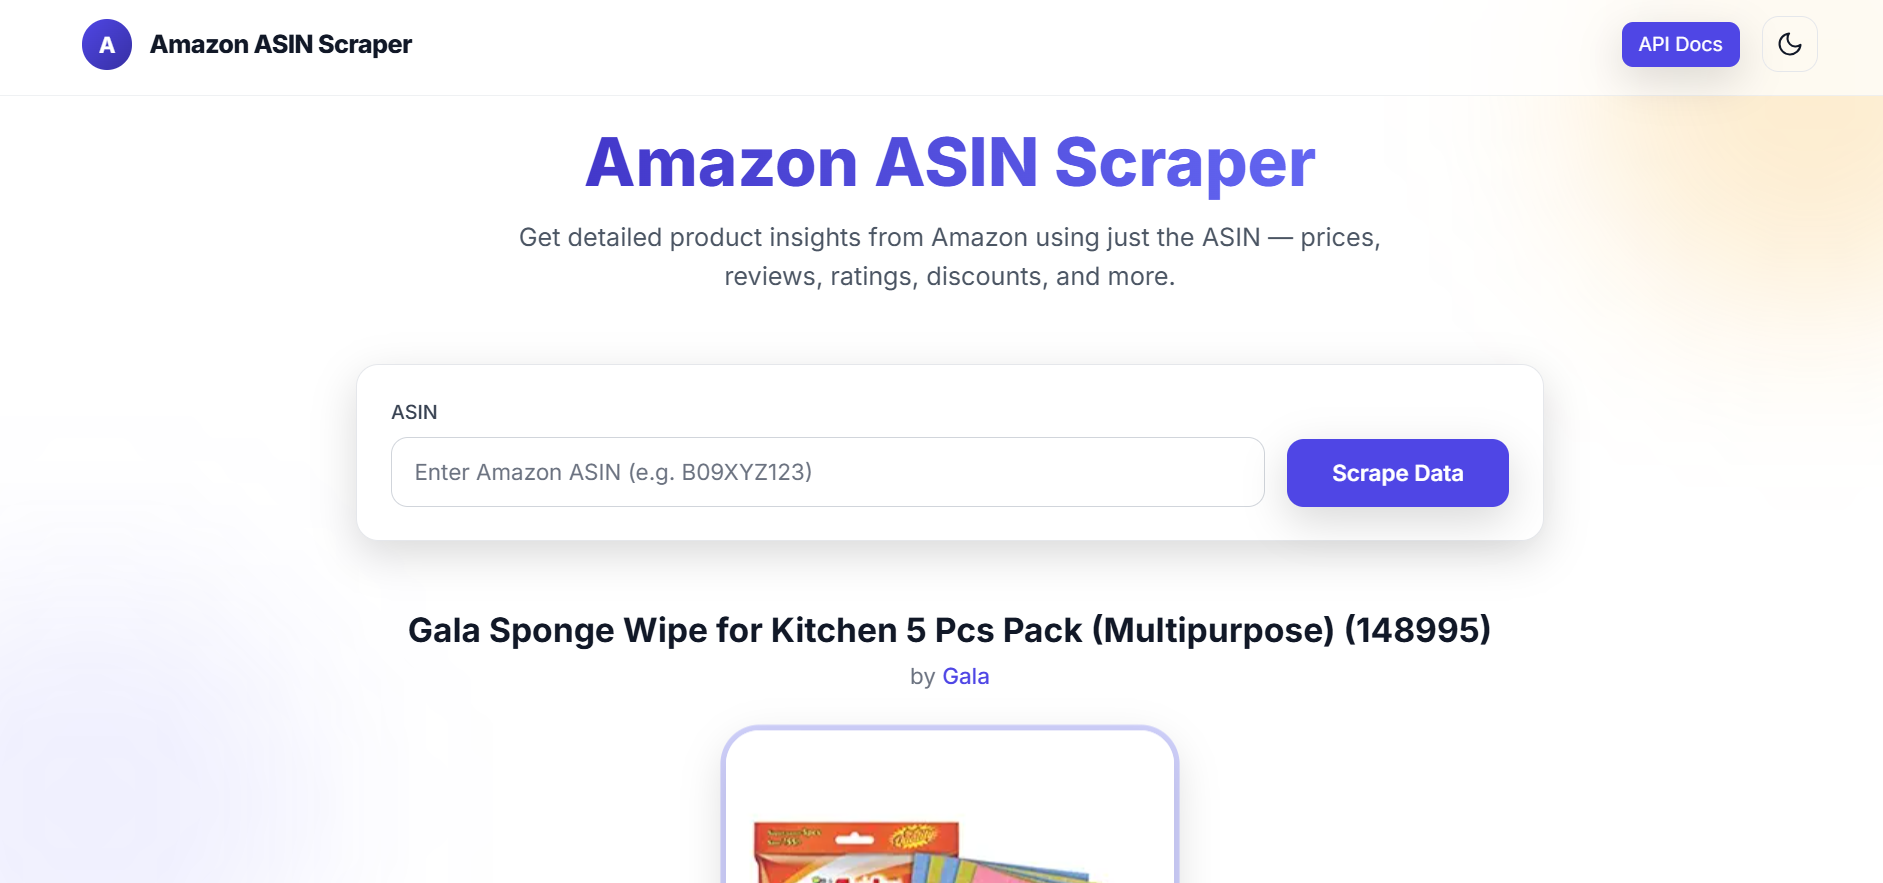 A
Amazon ASIN Scraper
API Docs
Amazon ASIN Scraper
Get detailed product insights from Amazon using just the ASIN — prices,
reviews, ratings, discounts, and more.
ASIN
Enter Amazon ASIN (e.g. B09XYZ123)
Scrape Data
Gala Sponge Wipe for Kitchen 5 Pcs Pack (Multipurpose) (148995)
by Gala